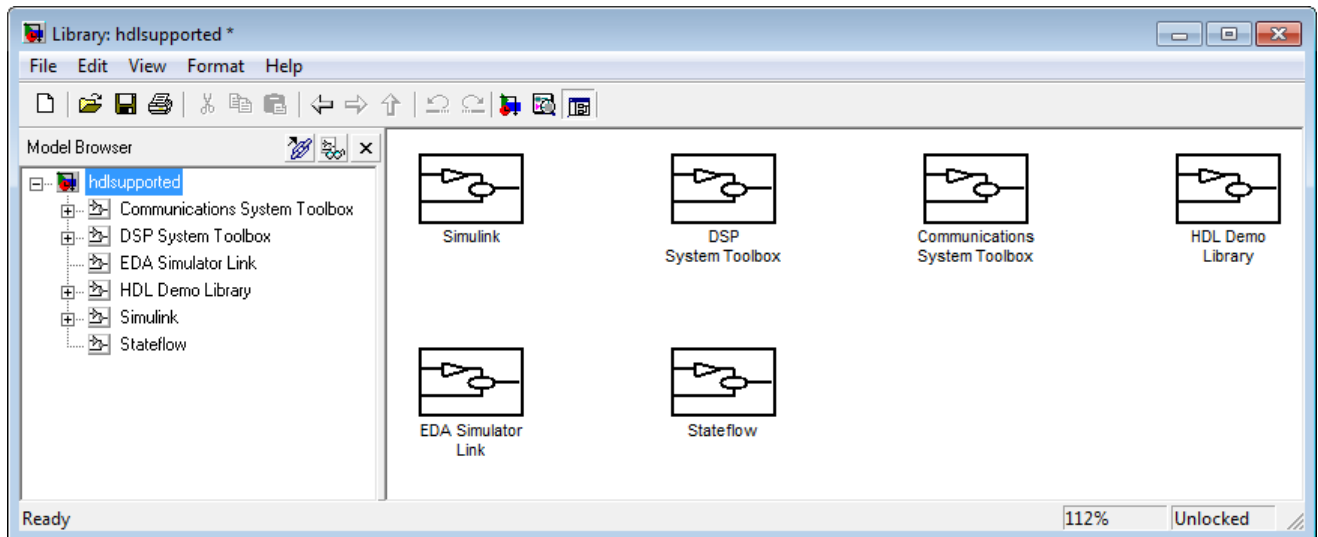 Library: hdlsupported *
File Edit View Format Help
Model Browser
hdlsupported
Communications System Toolbox
DSP System Toolbox
EDA Simulator Link
HDL Demo Library
Simulink
Stateflow
Simulink
DSP
System Toolbox
Communications
System Toolbox
HDL Demo
Library
EDA Simulator
Link
Stateflow
Ready
112%
Unlocked